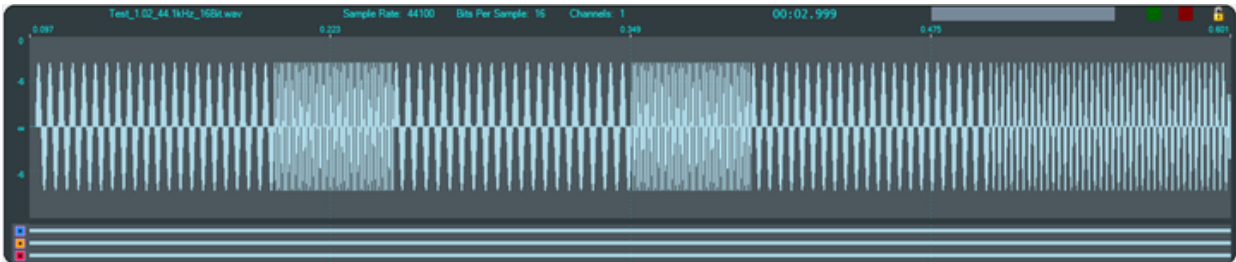 Test_1.02_44.1kHz_16Bit.wav Sample Rate: 44100 Bits Per Sample: 16 Channels: 1 00:02.999
0.097 0.223 0.349 0.475 0.601
0
-6
∞
-6